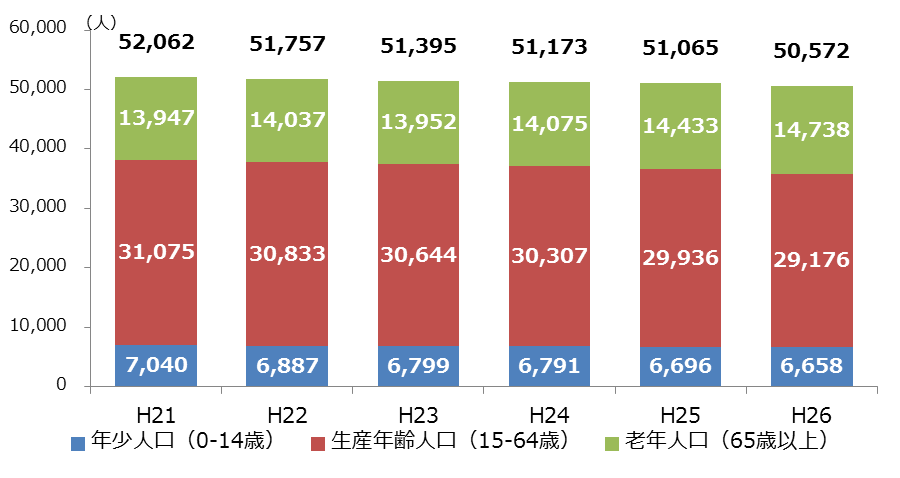 (人)
60,000
50,000
40,000
30,000
20,000
10,000
0
52,062 51,757 51,395 51,173 51,065 50,572
13,947 14,037 13,952 14,075 14,433 14,738
31,075 30,833 30,644 30,307 29,936 29,176
7,040 6,887 6,799 6,791 6,696 6,658
H21 H22 H23 H24 H25 H26
年少人口（0-14歳） 生産年齢人口（15-64歳） 老年人口（65歳以上）